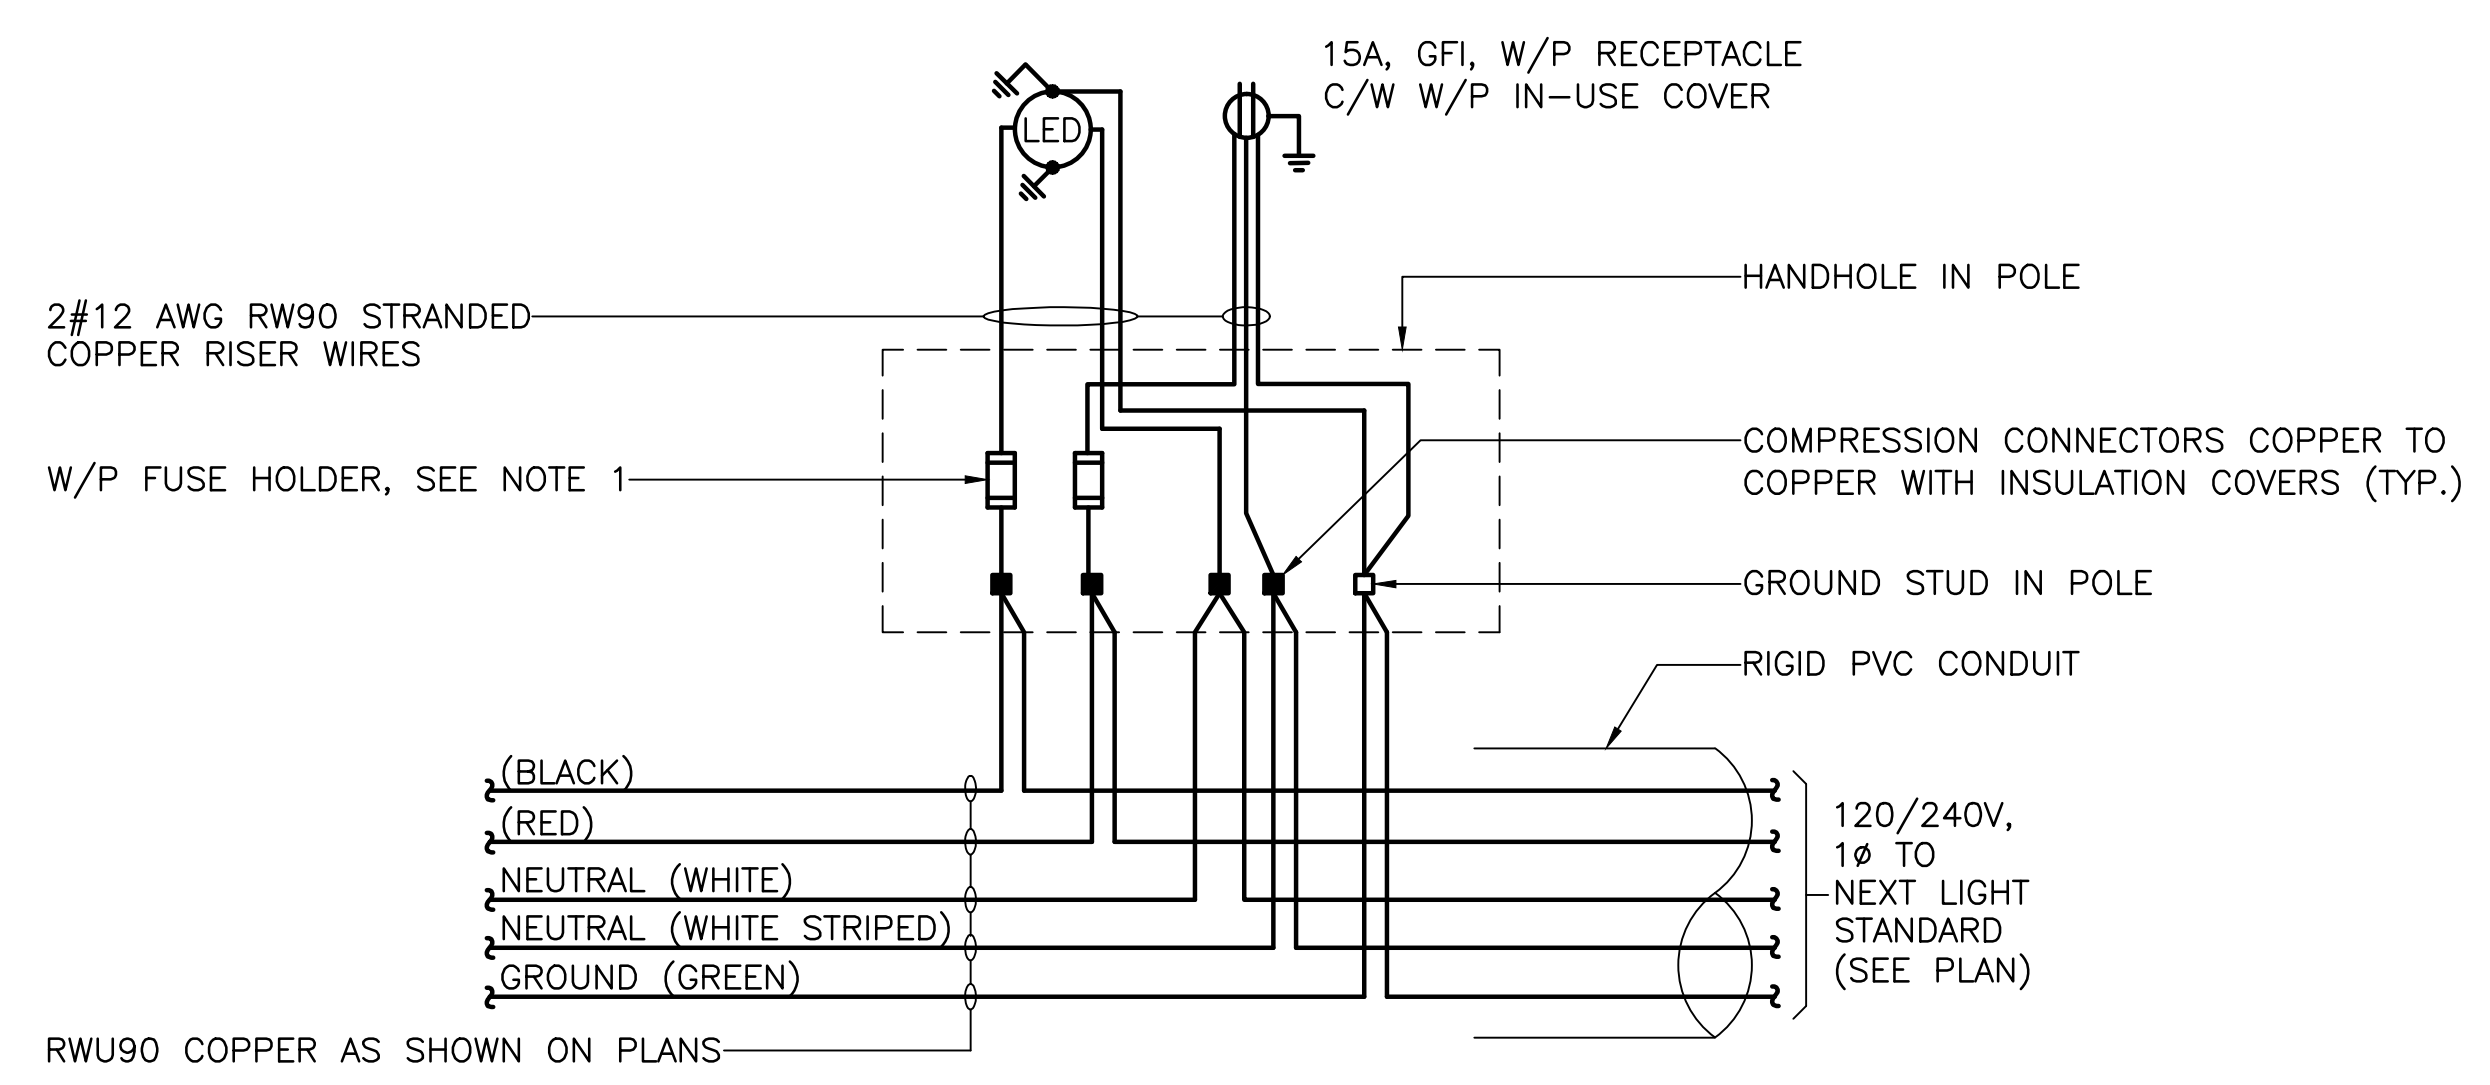 15A, GFI, W/P RECEPTACLE
C/W W/P IN-USE COVER
LED
HANDHOLE IN POLE
2#12 AWG RW90 STRANDED
COPPER RISER WIRES
COMPRESSION CONNECTORS COPPER TO
COPPER WITH INSULATION COVERS (TYP.)
W/P FUSE HOLDER, SEE NOTE 1
GROUND STUD IN POLE
RIGID PVC CONDUIT
(BLACK)
(RED)
NEUTRAL (WHITE)
NEUTRAL (WHITE STRIPED)
GROUND (GREEN)
120/240V,
1ø TO
NEXT LIGHT
STANDARD
(SEE PLAN)
RWU90 COPPER AS SHOWN ON PLANS